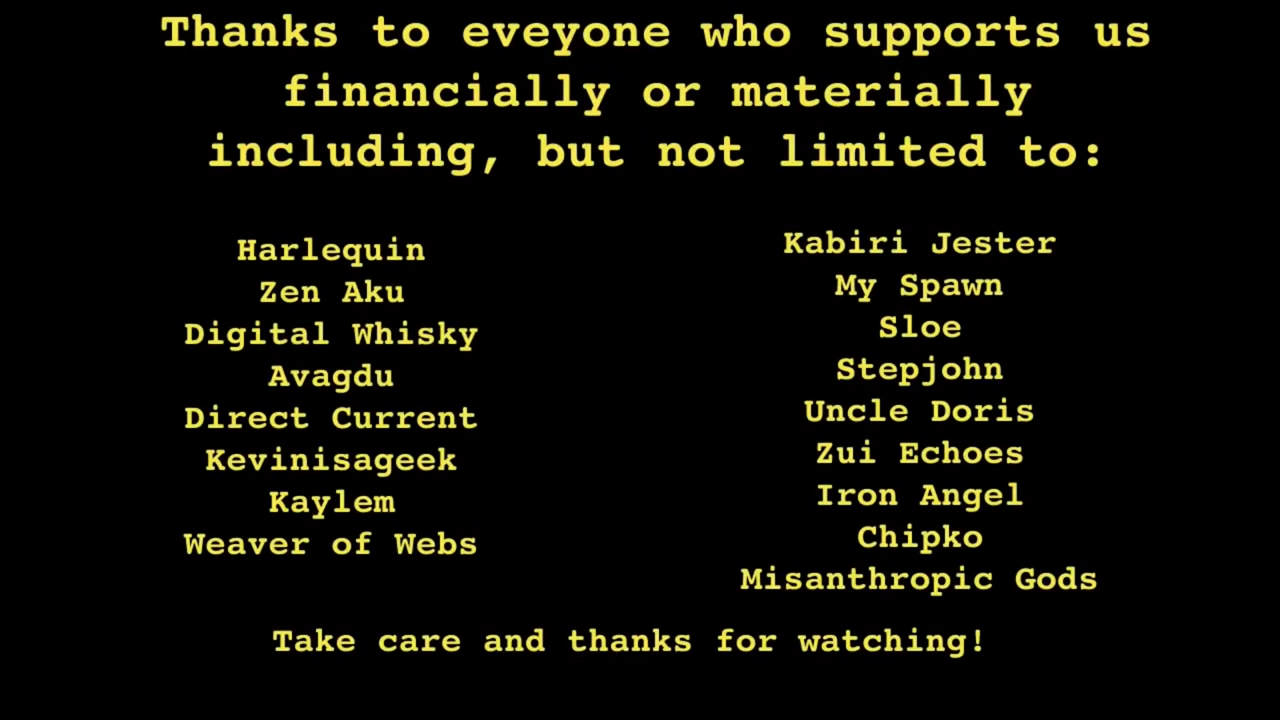 Thanks to eveyone who supports us
financially or materially
including, but not limited to:
Harlequin
Zen Aku
Digital Whisky
Avagdu
Direct Current
Kevinisageek
Kaylem
Weaver of Webs
Kabiri Jester
My Spawn
Sloe
Stepjohn
Uncle Doris
Zui Echoes
Iron Angel
Chipko
Misanthropic Gods
Take care and thanks for watching!